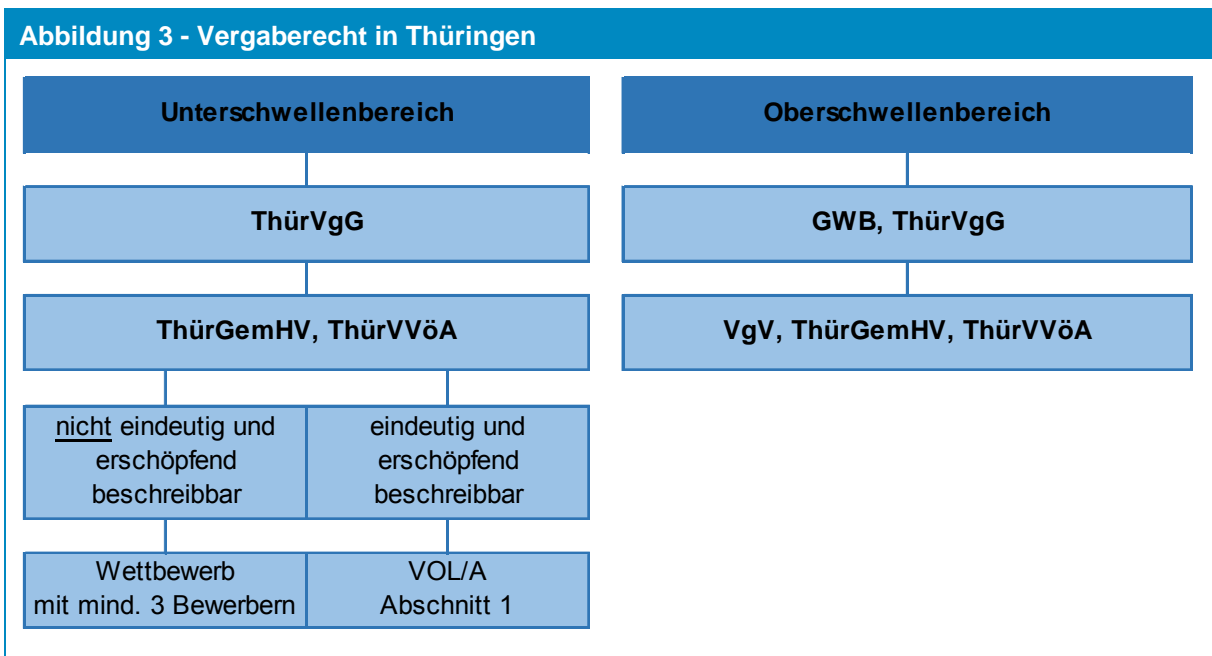 Abbildung 3 - Vergaberecht in Thüringen
Unterschwellenbereich
ThürVgG
ThürGemHV, ThürVVöA
nicht eindeutig und
erschöpfend
beschreibbar
eindeutig und
erschöpfend
beschreibbar
Wettbewerb
mit mind. 3 Bewerbern
VOL/A
Abschnitt 1
Oberschwellenbereich
GWB, ThürVgG
VgV, ThürGemHV, ThürVVöA